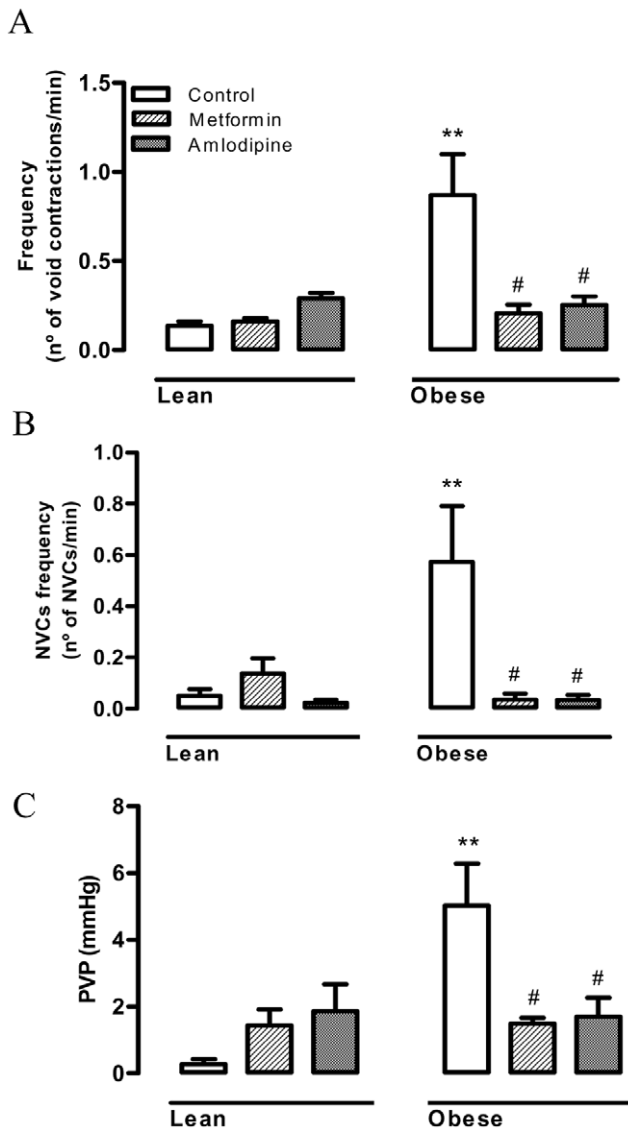 A
Frequency
(nº of void contractions/min)
1.5
1.0
0.5
0.0
Control
Metformin
Amlodipine
**
#
#
Lean
Obese
B
NVCs frequency
(nº of NVCs/min)
1.0
0.8
0.6
0.4
0.2
0.0
**
#
#
Lean
Obese
C
PVP (mmHg)
8
6
4
2
0
**
#
#
Lean
Obese